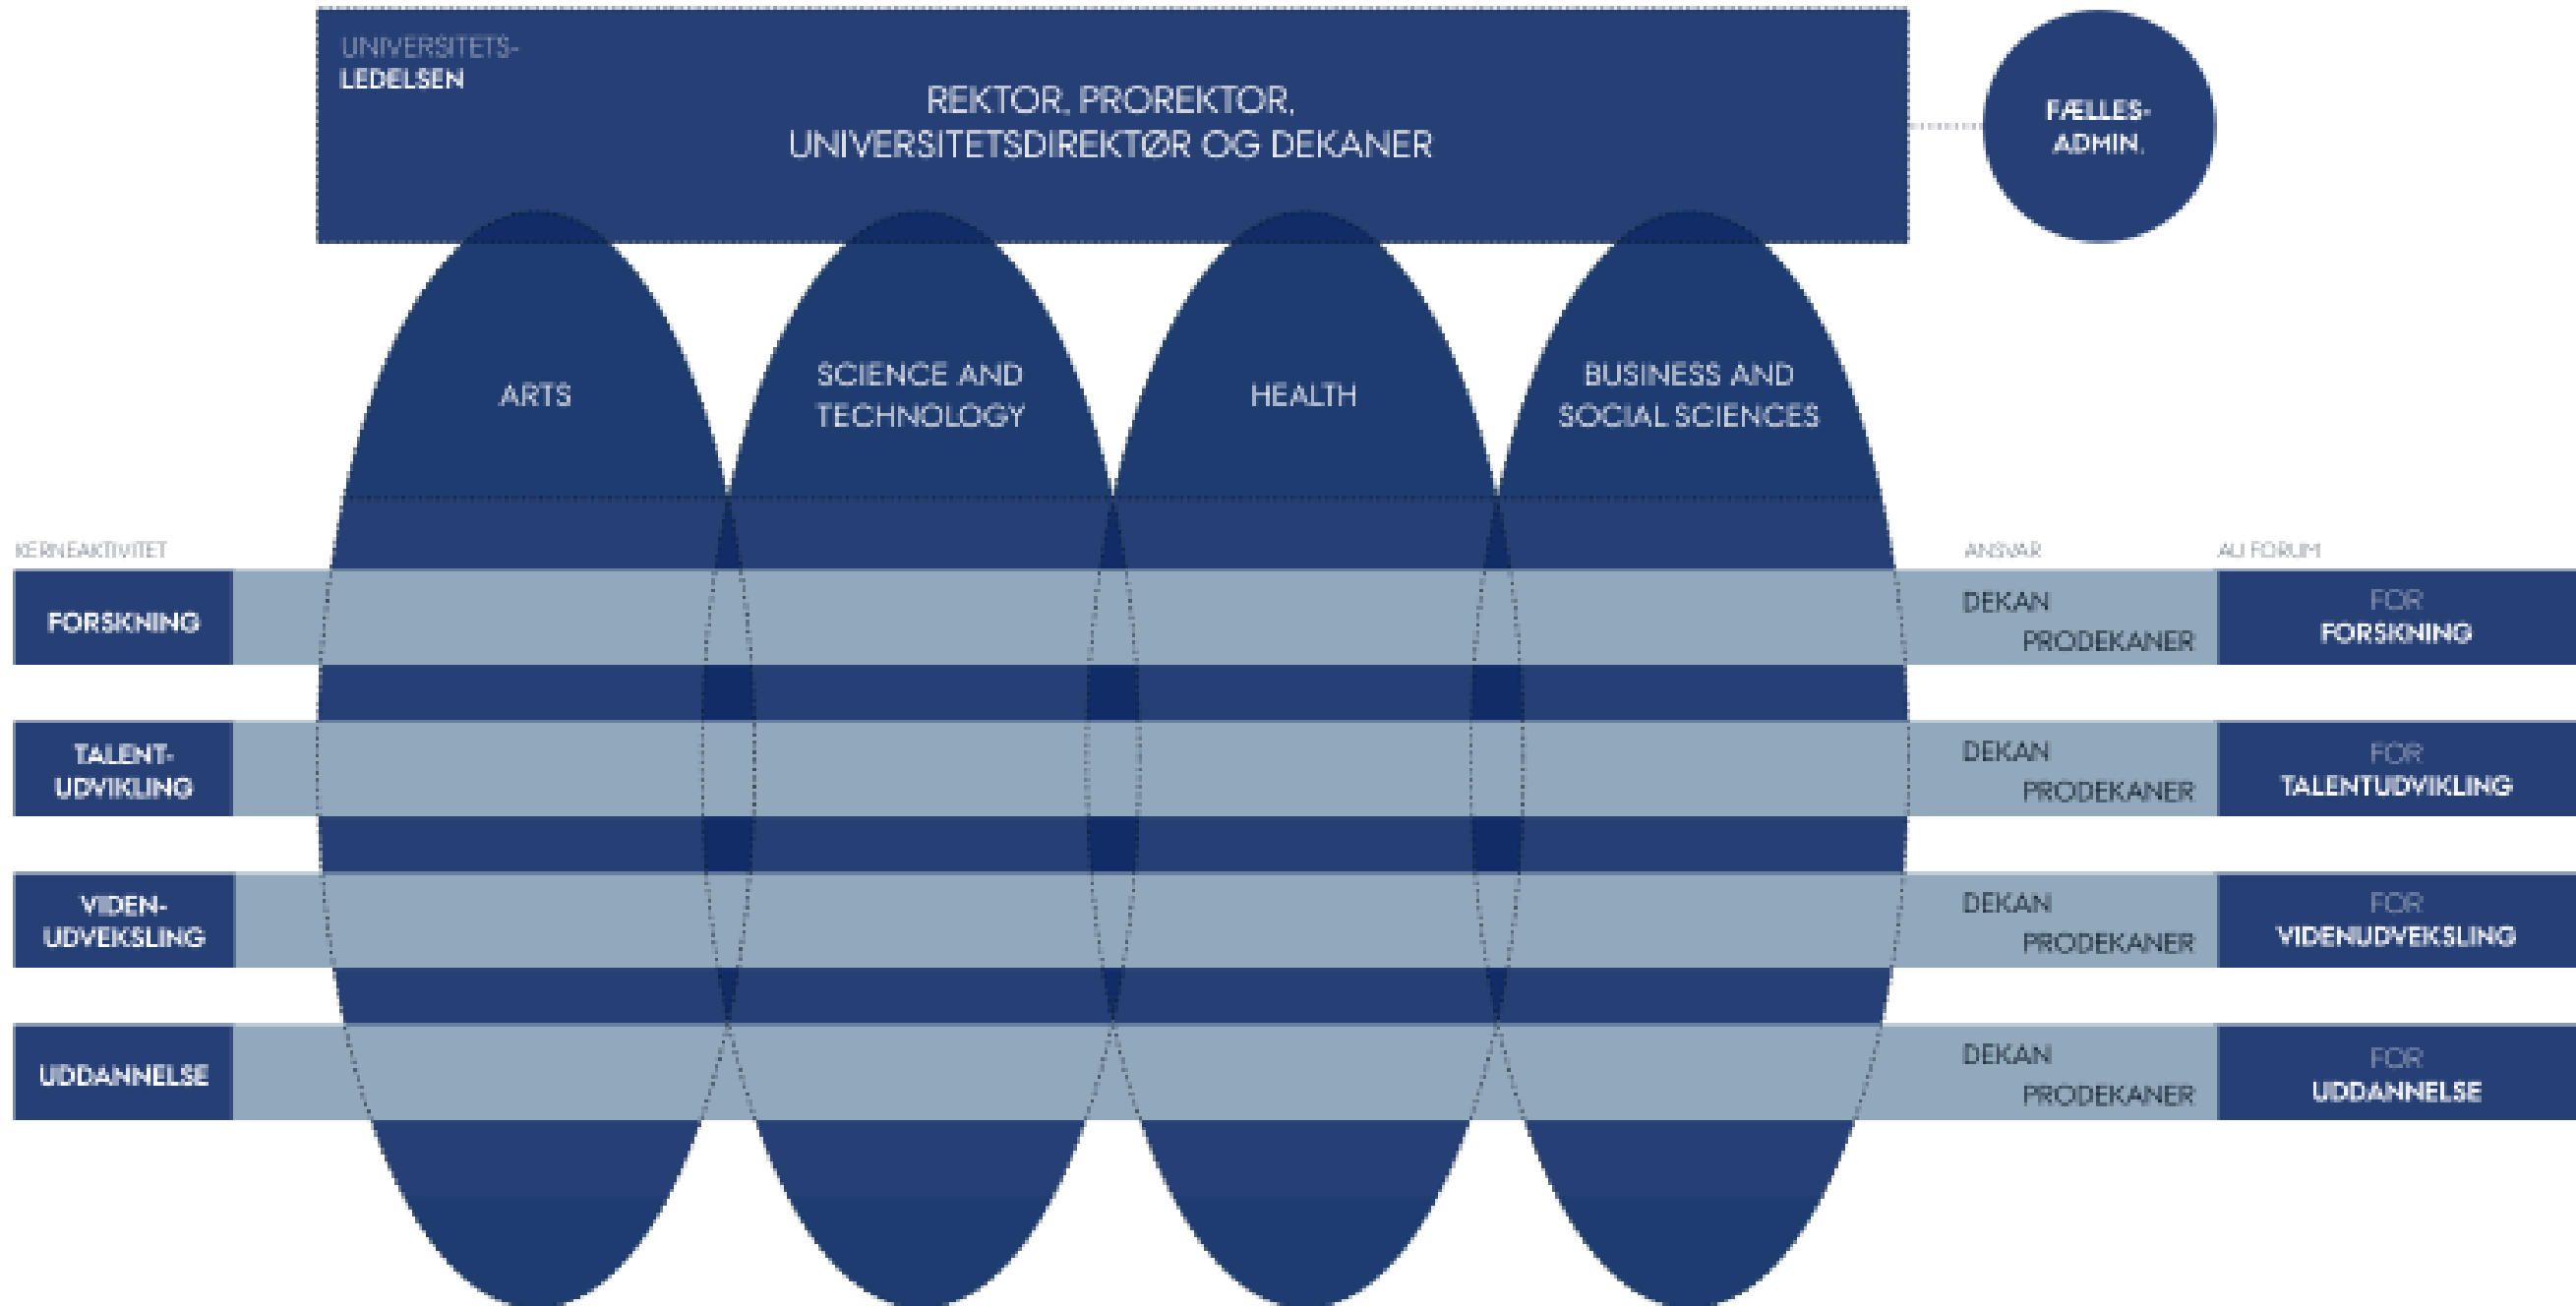 UNIVERSITETS-
LEDELSEN
REKTOR, PROREKTOR,
UNIVERSITETSDIREKTØR OG DEKANER
FÆLLES-
ADMIN.
ARTS
SCIENCE AND
TECHNOLOGY
HEALTH
BUSINESS AND
SOCIAL SCIENCES
KERNEAKTIVITET
ANSVAR
AU FORUM
FORSKNING
DEKAN
PRODEKANER
FOR
FORSKNING
TALENT-
UDVIKLING
DEKAN
PRODEKANER
FOR
TALENTUDVIKLING
VIDEN-
UDVEKSLING
DEKAN
PRODEKANER
FOR
VIDENUDVEKSLING
UDDANNELSE
DEKAN
PRODEKANER
FOR
UDDANNELSE